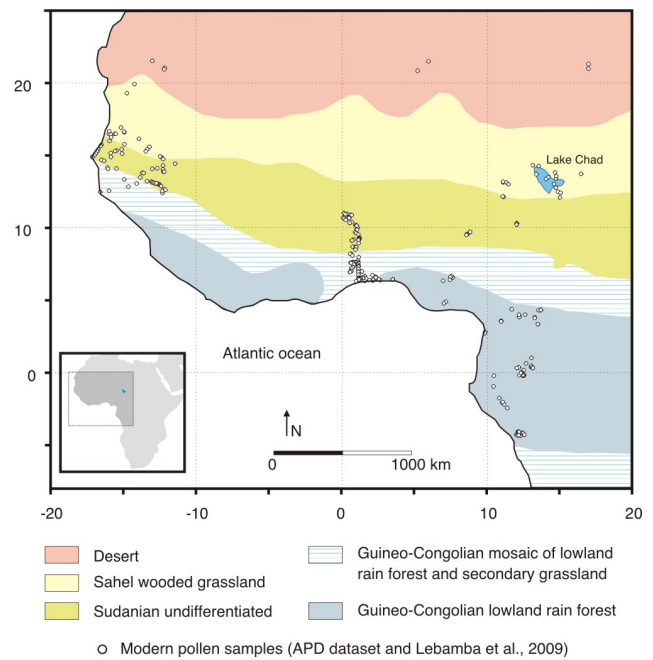 20
10
0
Lake Chad
Atlantic ocean
N
0
1000 km
-20
-10
0
10
20
Desert
Sahel wooded grassland
Sudanian undifferentiated
Guineo-Congolian mosaic of lowland
rain forest and secondary grassland
Guineo-Congolian lowland rain forest
Modern pollen samples (APD dataset and Lebamba et al., 2009)